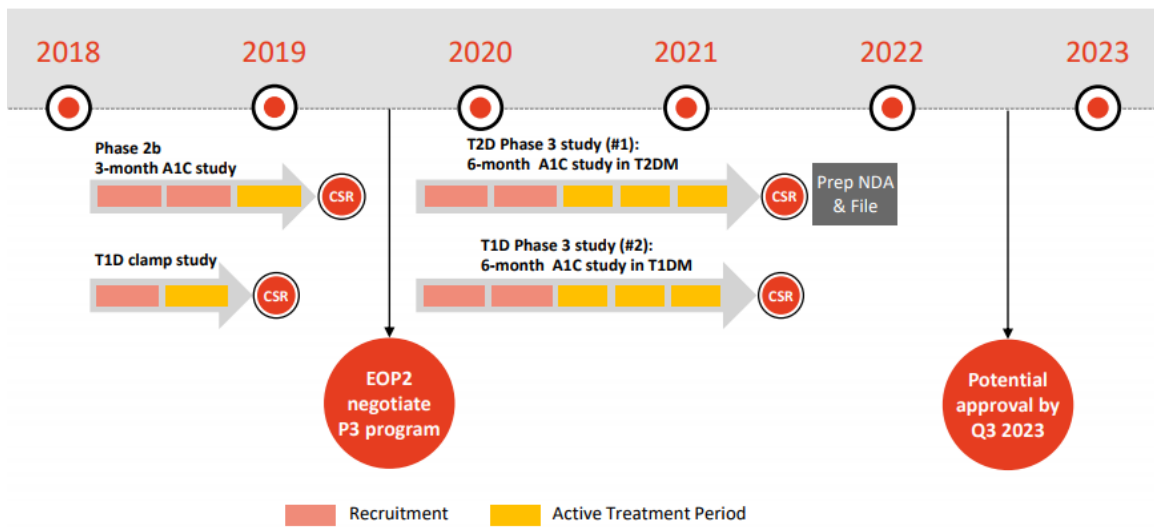 2018
2019
2020
2021
2022
2023
Phase 2b
3-month A1C study
CSR
T2D Phase 3 study (#1):
6-month A1C study in T2DM
CSR
Prep NDA
& File
T1D clamp study
CSR
T1D Phase 3 study (#2):
6-month A1C study in T1DM
CSR
EOP2
negotiate
P3 program
Potential
approval by
Q3 2023
Recruitment
Active Treatment Period